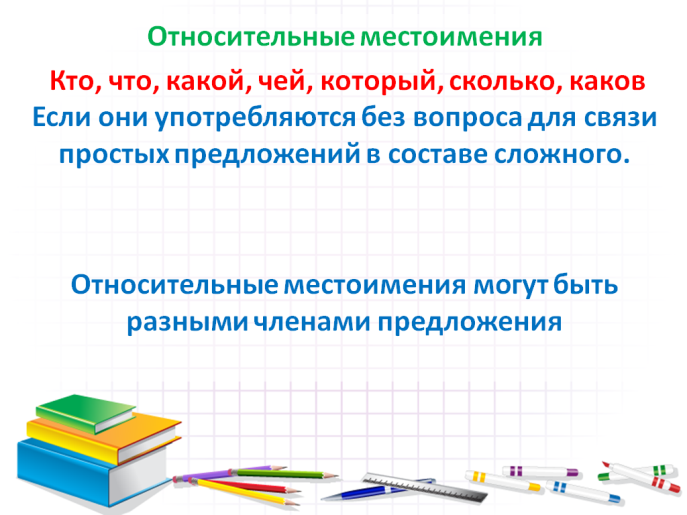 Относительные местоимения
Кто, что, какой, чей, который, сколько, каков
Если они употребляются без вопроса для связи
простых предложений в составе сложного.
Относительные местоимения могут быть
разными членами предложения